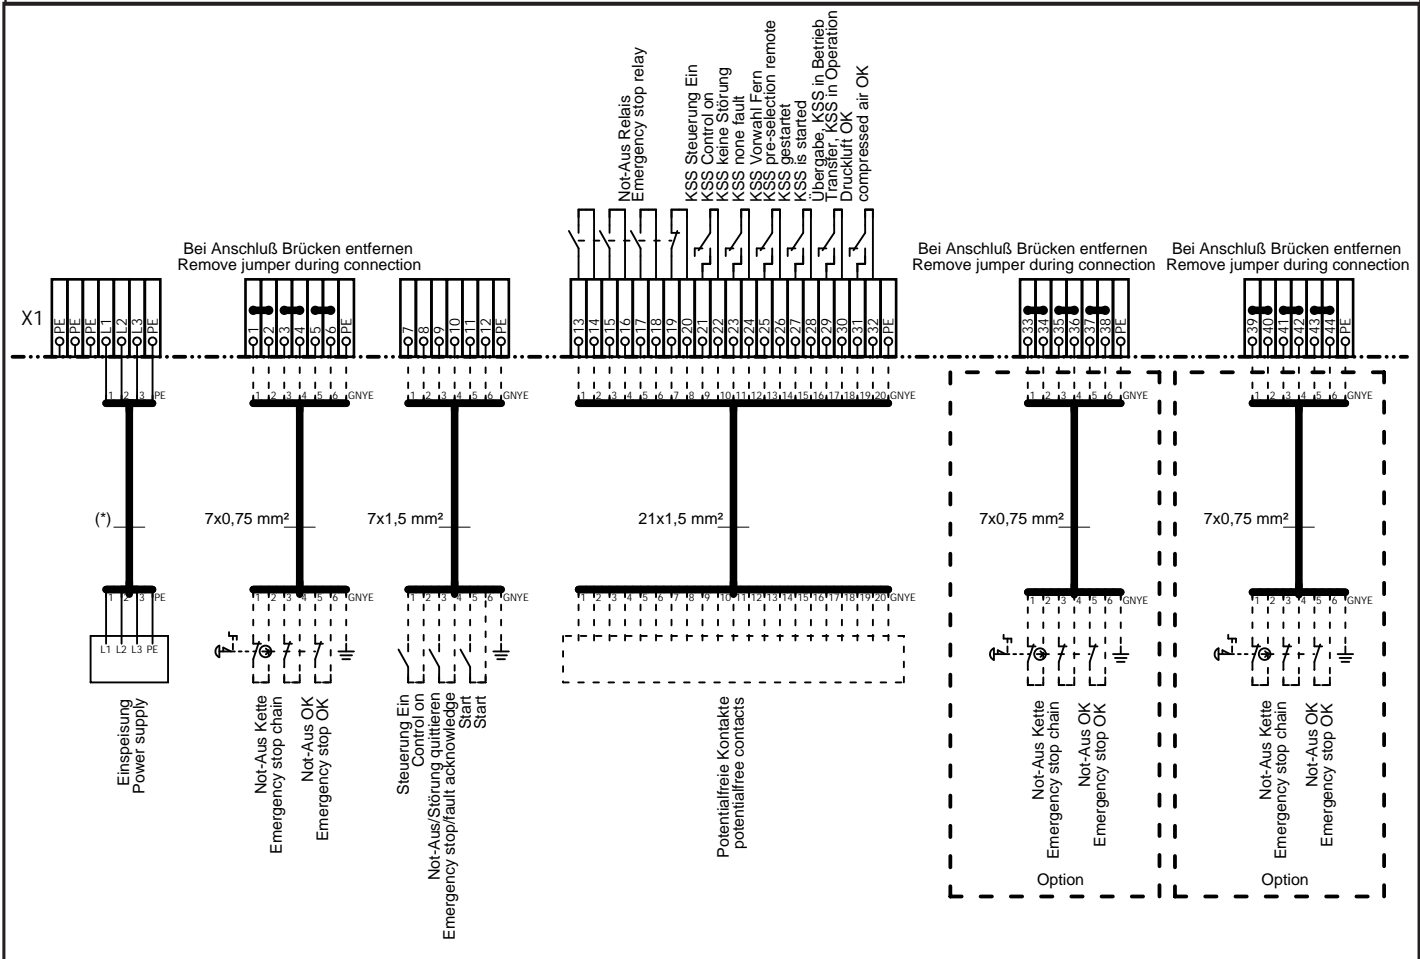 Not-Aus Relais
Emergency stop relay
KSS Steuerung Ein
KSS Control on
KSS keine Störung
KSS none fault
KSS Vorwahl Fern
KSS pre-selection remote
KSS gestartet
KSS is started
Übergabe, KSS in Betrieb
Transfer, KSS in Operation
Druckluft OK
compressed air OK
Bei Anschluß Brücken entfernen
Remove jumper during connection
Bei Anschluß Brücken entfernen
Remove jumper during connection
Bei Anschluß Brücken entfernen
Remove jumper during connection
X1
PE PE PE L1 L2 L3 PE
1 2 3 4 5 6 PE
7 8 9 10 11 12 PE
13 14 15 16 17 18 19 20 21 22 23 24 25 26 27 28 29 30 31 32 PE
33 34 35 36 37 38 PE
39 40 41 42 43 44 PE
1 2 3 PE
1 2 3 4 5 6 GNYE
1 2 3 4 5 6 GNYE
1 2 3 4 5 6 7 8 9 10 11 12 13 14 15 16 17 18 19 20 GNYE
1 2 3 4 5 6 GNYE
1 2 3 4 5 6 GNYE
(*)
7x0,75 mm²
7x1,5 mm²
21x1,5 mm²
7x0,75 mm²
7x0,75 mm²
1 2 3 PE
1 2 3 4 5 6 GNYE
1 2 3 4 5 6 GNYE
1 2 3 4 5 6 7 8 9 10 11 12 13 14 15 16 17 18 19 20 GNYE
1 2 3 4 5 6 GNYE
1 2 3 4 5 6 GNYE
L1 L2 L3 PE
Einspeisung
Power supply
Not-Aus Kette
Emergency stop chain
Not-Aus OK
Emergency stop OK
Steuerung Ein
Control on
Not-Aus/Störung quittieren
Emergency stop/fault acknowledge
Start
Start
Potentialfreie Kontakte
potentialfree contacts
Not-Aus Kette
Emergency stop chain
Not-Aus OK
Emergency stop OK
Option
Not-Aus Kette
Emergency stop chain
Not-Aus OK
Emergency stop OK
Option